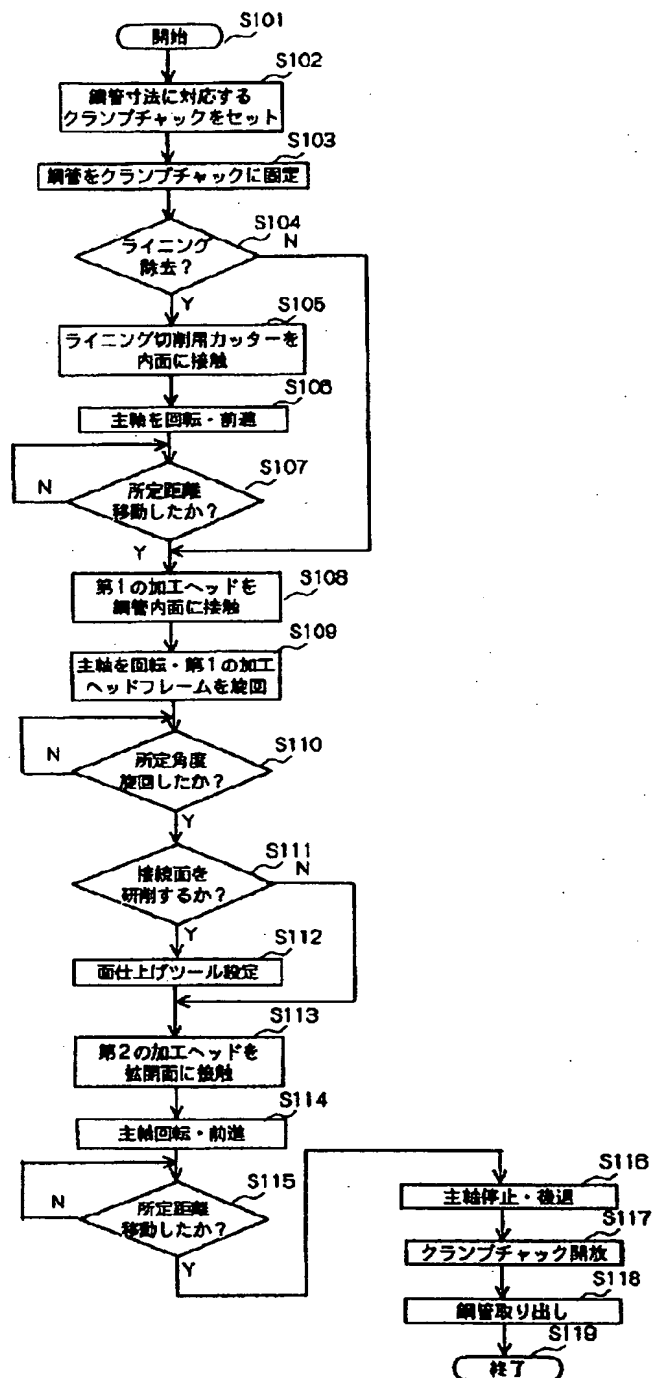 S101
開始
S102
鋼管寸法に対応する
クランプチャックをセット
S103
鋼管をクランプチャックに固定
S104
ライニング
除去？
N
Y
S105
ライニング切削用カッターを
内面に接触
S106
主軸を回転・前進
S107
所定距離
移動したか？
N
Y
S108
第1の加工ヘッドを
鋼管内面に接触
S109
主軸を回転・第1の加工
ヘッドフレームを旋回
S110
所定角度
旋回したか？
N
Y
S111
接続面を
研削するか？
N
Y
S112
面仕上げツール設定
S113
第2の加工ヘッドを
拡開面に接触
S114
主軸回転・前進
S115
所定距離
移動したか？
N
Y
S116
主軸停止・後退
S117
クランプチャック開放
S118
鋼管取り出し
S119
終了